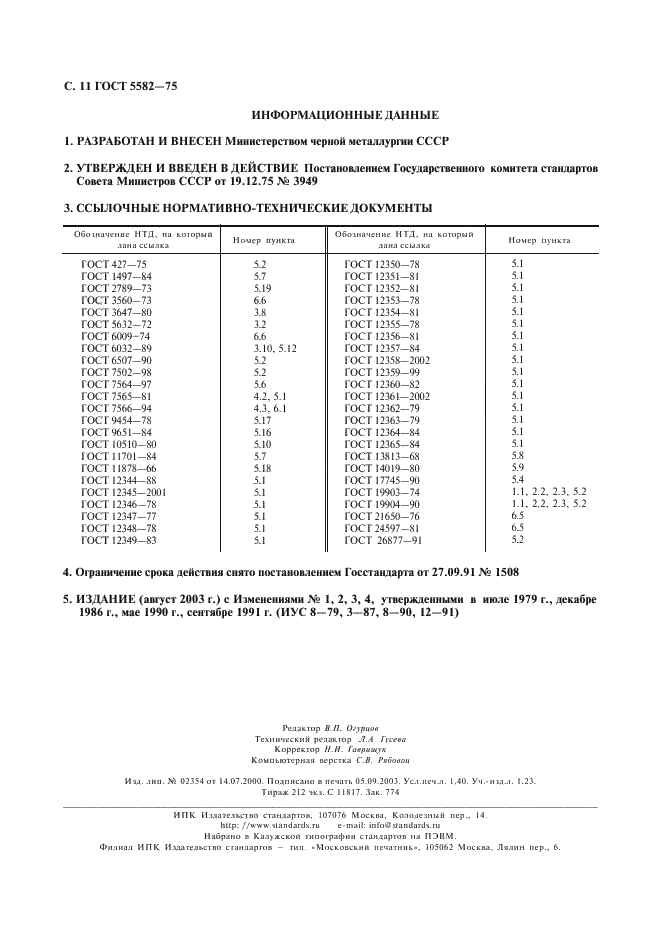 С. 11 ГОСТ 5582—75
ИНФОРМАЦИОННЫЕ ДАННЫЕ
1. РАЗРАБОТАН И ВНЕСЕН Министерством черной металлургии СССР
2. УТВЕРЖДЕН И ВВЕДЕН В ДЕЙСТВИЕ Постановлением Государственного комитета стандартов
Совета Министров СССР от 19.12.75 № 3949
3. ССЫЛОЧНЫЕ НОРМАТИВНО-ТЕХНИЧЕСКИЕ ДОКУМЕНТЫ
Обозначение НТД, на который дана ссылка | Номер пункта | Обозначение НТД, на который дана ссылка | Номер пункта
ГОСТ 427—75 5.2 ГОСТ 12350—78 5.1
ГОСТ 1497—84 5.7 ГОСТ 12351—81 5.1
ГОСТ 2789—73 5.19 ГОСТ 12352—81 5.1
ГОСТ 3560—73 6.6 ГОСТ 12353—78 5.1
ГОСТ 3647—80 3.8 ГОСТ 12354—81 5.1
ГОСТ 5632—72 3.2 ГОСТ 12355—78 5.1
ГОСТ 6009—74 6.6 ГОСТ 12356—81 5.1
ГОСТ 6032—89 3.10, 5.12 ГОСТ 12357—84 5.1
ГОСТ 6507—90 5.2 ГОСТ 12358—2002 5.1
ГОСТ 7502—98 5.2 ГОСТ 12359—99 5.1
ГОСТ 7564—97 5.6 ГОСТ 12360—82 5.1
ГОСТ 7565—81 4.2, 5.1 ГОСТ 12361—2002 5.1
ГОСТ 7566—94 4.3, 6.1 ГОСТ 12362—79 5.1
ГОСТ 9454—78 5.17 ГОСТ 12363—79 5.1
ГОСТ 9651—84 5.16 ГОСТ 12364—84 5.1
ГОСТ 10510—80 5.10 ГОСТ 12365—84 5.1
ГОСТ 11701—84 5.7 ГОСТ 13813—68 5.8
ГОСТ 11878—66 5.18 ГОСТ 14019—80 5.9
ГОСТ 12344—88 5.1 ГОСТ 17745—90 5.4
ГОСТ 12345—2001 5.1 ГОСТ 19903—74 1.1, 2.2, 2.3, 5.2
ГОСТ 12346—78 5.1 ГОСТ 19904—90 1.1, 2.2, 2.3, 5.2
ГОСТ 12347—77 5.1 ГОСТ 21650—76 6.5
ГОСТ 12348—78 5.1 ГОСТ 24597—81 6.5
ГОСТ 12349—83 5.1 ГОСТ 26877—91 5.2
4. Ограничение срока действия снято постановлением Госстандарта от 27.09.91 № 1508
5. ИЗДАНИЕ (август 2003 г.) с Изменениями № 1, 2, 3, 4, утвержденными в июле 1979 г., декабре
1986 г., мае 1990 г., сентябре 1991 г. (ИУС 8—79, 3—87, 8—90, 12—91)
Редактор В.П. Огурцов
Технический редактор Л.А Гусева
Корректор Н.И. Гаврищук
Компьютерная верстка С.В. Рябовой
Изд. лиц. № 02354 от 14.07.2000. Подписано в печать 05.09.2003. Усл.печ.л. 1,40. Уч.-изд.л. 1,23.
Тираж 212 экз. С 11817. Зак. 774
ИПК Издательство стандартов, 107076 Москва, Колодезный пер., 14.
http: //www.standards.ru e-mail: info@standards.ru
Набрано в Калужской типографии стандартов на ПЭВМ.
Филиал ИПК Издательство стандартов — тип. «Московский печатник», 105062 Москва, Лялин пер., 6.